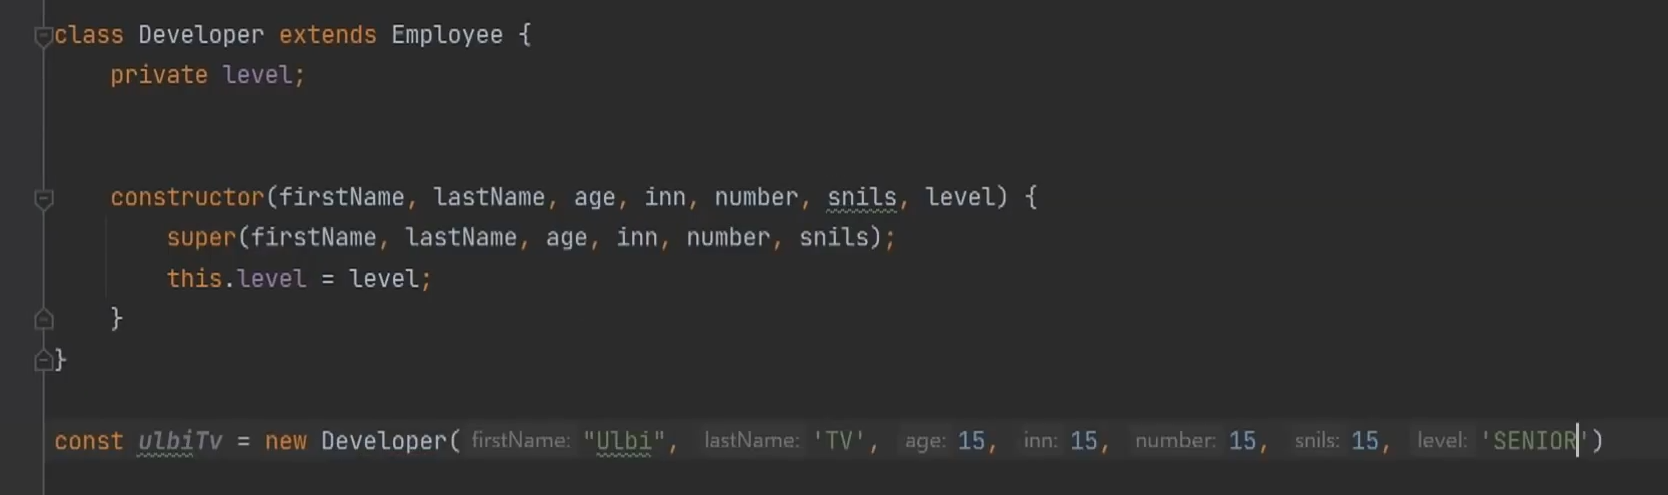 class Developer extends Employee {
    private level;
    constructor(firstName, lastName, age, inn, number, snils, level) {
        super(firstName, lastName, age, inn, number, snils);
        this.level = level;
    }
}
const ulbiTv = new Developer( firstName: "Ulbi", lastName: 'TV', age: 15, inn: 15, number: 15, snils: 15, level: 'SENIOR')